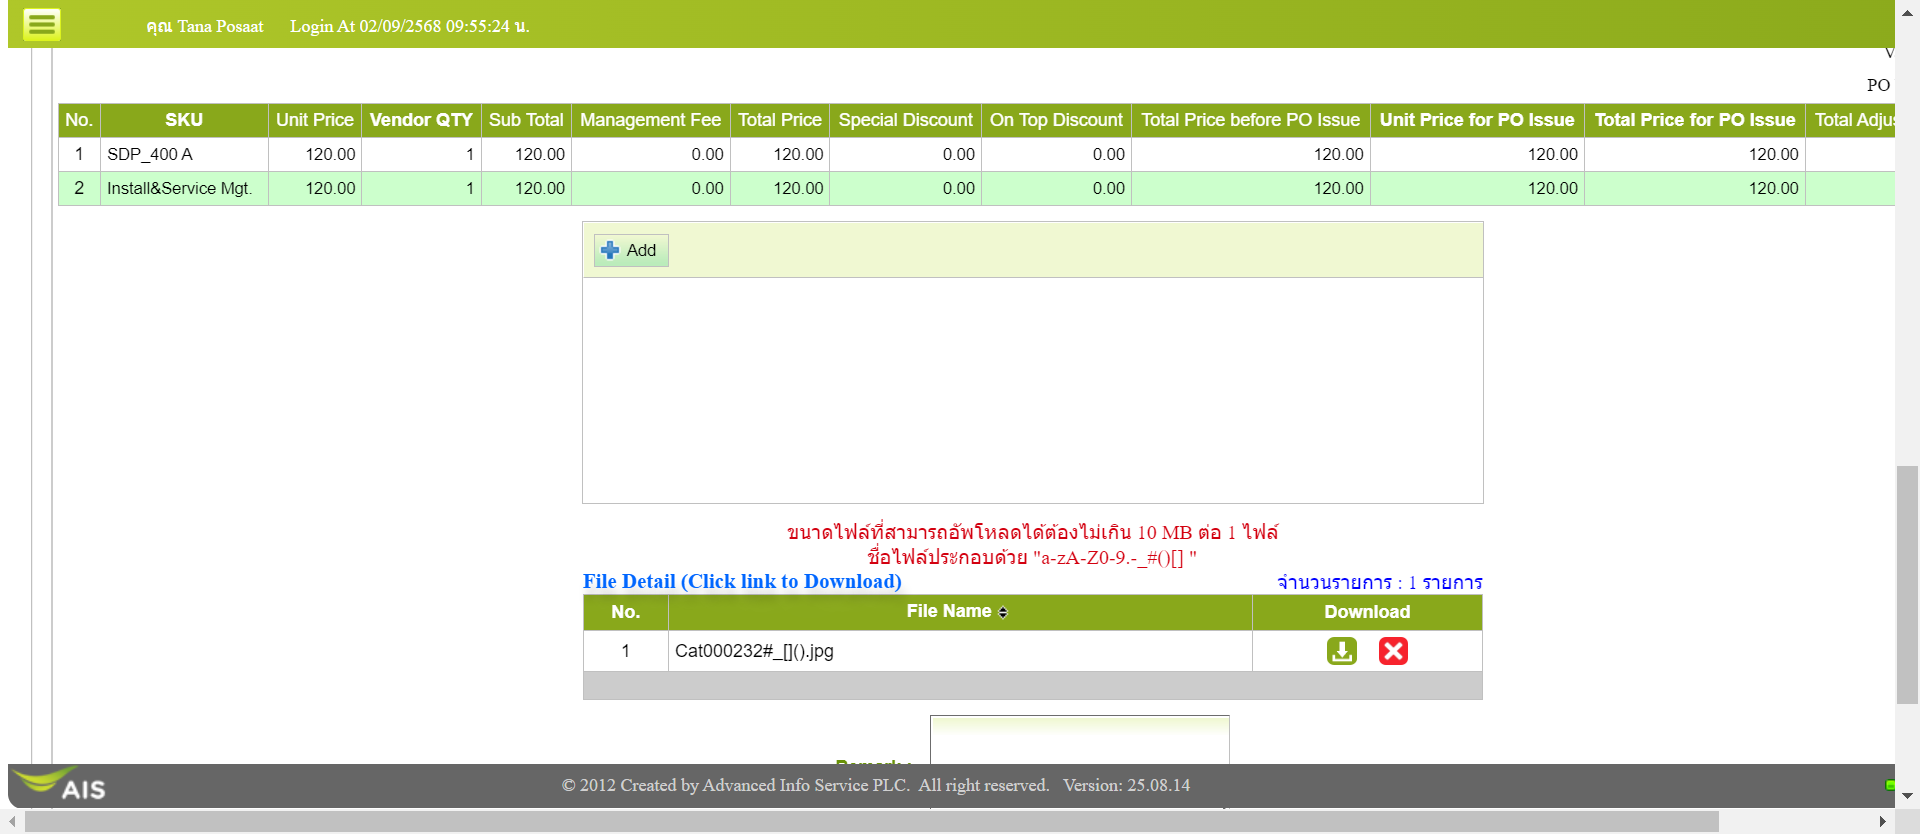 คุณ Tana Posaat Login At 02/09/2568 09:55:24 น.
PO
No. SKU Unit Price Vendor QTY Sub Total Management Fee Total Price Special Discount On Top Discount Total Price before PO Issue Unit Price for PO Issue Total Price for PO Issue Total Adjus
1 SDP_400 A 120.00 1 120.00 0.00 120.00 0.00 0.00 120.00 120.00 120.00
2 Install&Service Mgt. 120.00 1 120.00 0.00 120.00 0.00 0.00 120.00 120.00 120.00
Add
ขนาดไฟล์ที่สามารถอัพโหลดได้ต้องไม่เกิน 10 MB ต่อ 1 ไฟล์
ชื่อไฟล์ประกอบด้วย "a-zA-Z0-9.-_#()[] "
File Detail (Click link to Download) จำนวนรายการ : 1 รายการ
No. File Name Download
1 Cat000232#_[]().jpg
AIS © 2012 Created by Advanced Info Service PLC. All right reserved. Version: 25.08.14